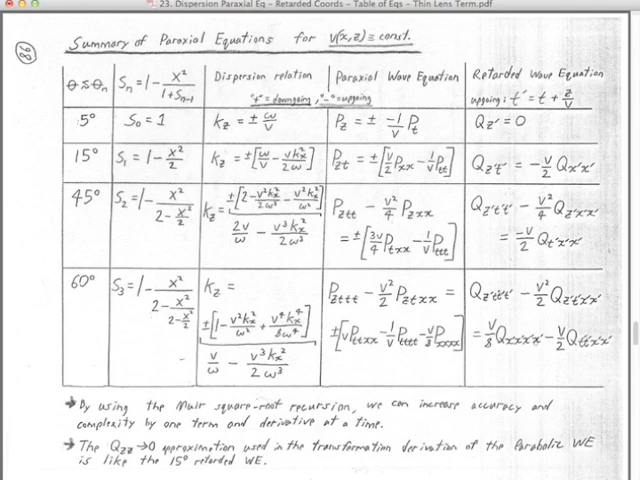 23. Dispersion Paraxial Eq – Retarded Coords – Table of Eqs – Thin Lens Term.pdf
98
Summary of Paraxial Equations for v(x,z) ≡ const.
θ ≤ θₙ
Sₙ = 1 - X²/(1+Sₙ₋₁)
Dispersion relation
"+" = downgoing, "-" = upgoing
Paraxial Wave Equation
Retarded Wave Equation
upgoing: t' = t + z/v
5°
S₀ = 1
k_z = ± ω/v
P_z = ± -1/v P_t
Q_z' = 0
15°
S₁ = 1 - X²/2
k_z = ±[ω/v - vk_x²/2ω]
P_zt = ±[v/2 P_xx - 1/v P_tt]
Q_z't' = -v/2 Q_x'x'
45°
S₂ = 1 - X²/(2 - X²/2)
k_z = ±[2 - v²k_x²/2ω² - v²k_x²/ω²] / (2v/ω - v³k_x²/2ω³)
P_ztt - v²/4 P_zxx
= ±[3v/4 P_txx - 1/v P_ttt]
Q_z't't' - v²/4 Q_z'x'x'
= -v/2 Q_t'x'x'
60°
S₃ = 1 - X²/(2 - X²/(2 - X²/2))
k_z =
±[1 - v²k_x²/ω² + v⁴k_x⁴/8ω⁴] / (v/ω - v³k_x²/2ω³)
P_zttt - v²/2 P_ztxx =
±[vP_ttxx - 1/v P_tttt - v³/8 P_xxxx]
Q_z't't't' - v²/2 Q_z't'x'x'
= v³/8 Q_x'x'x'x' - v/2 Q_t't'x'x'
→ By using the Muir square-root recursion, we can increase accuracy and
complexity by one term and derivative at a time.
→ The Q_zz → 0 approximation used in the transformation derivation of the Parabolic WE
is like the 15° retarded WE.